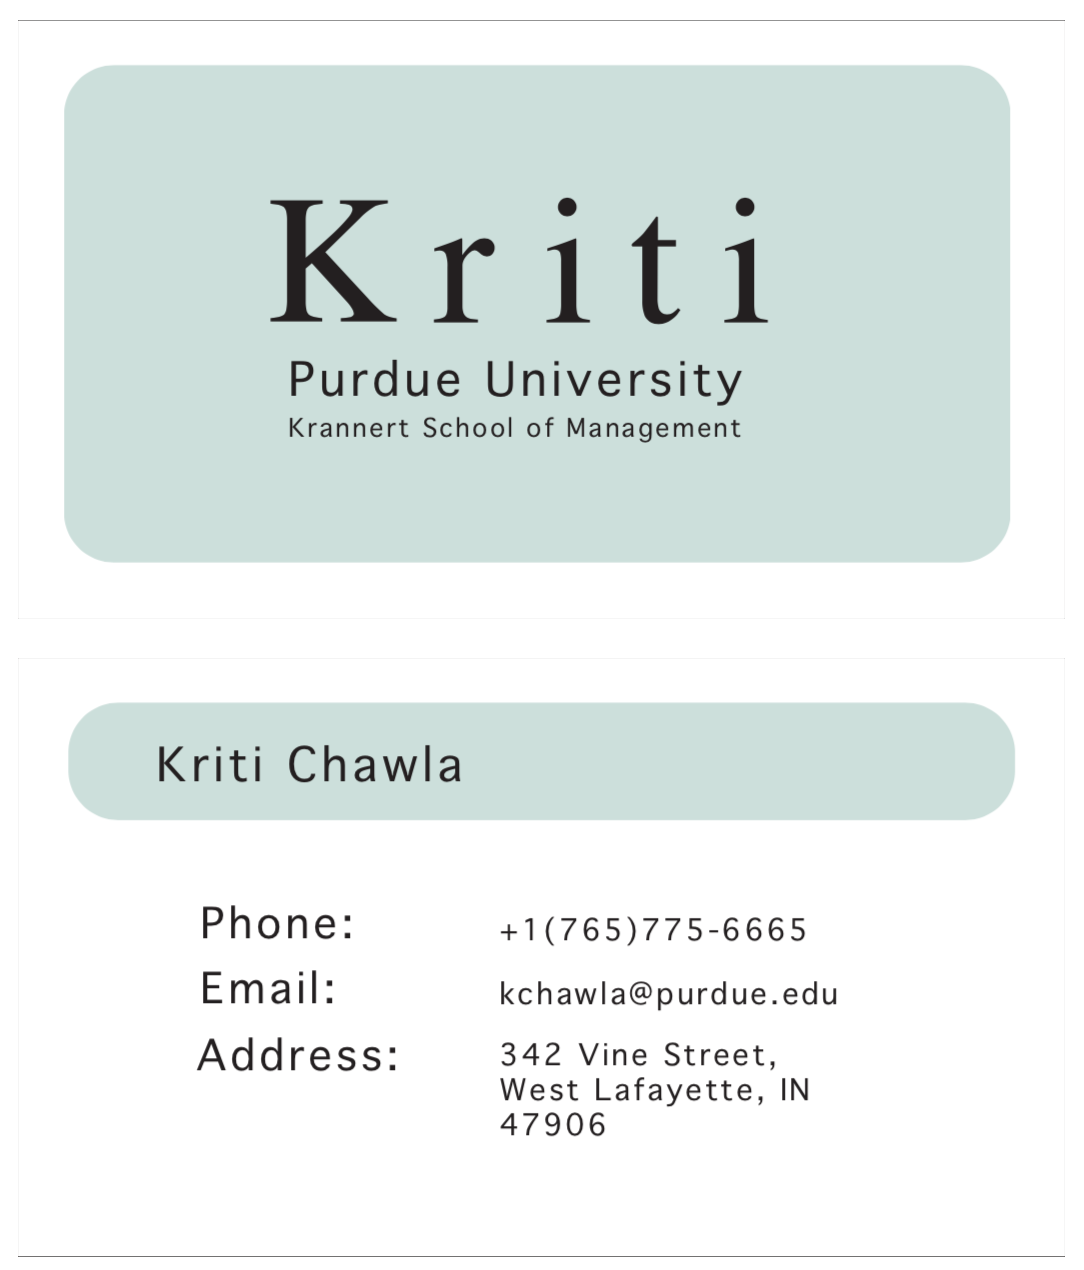 Kriti
Purdue University
Krannert School of Management
Kriti Chawla
Phone: +1(765)775-6665
Email: kchawla@purdue.edu
Address: 342 Vine Street,
West Lafayette, IN
47906